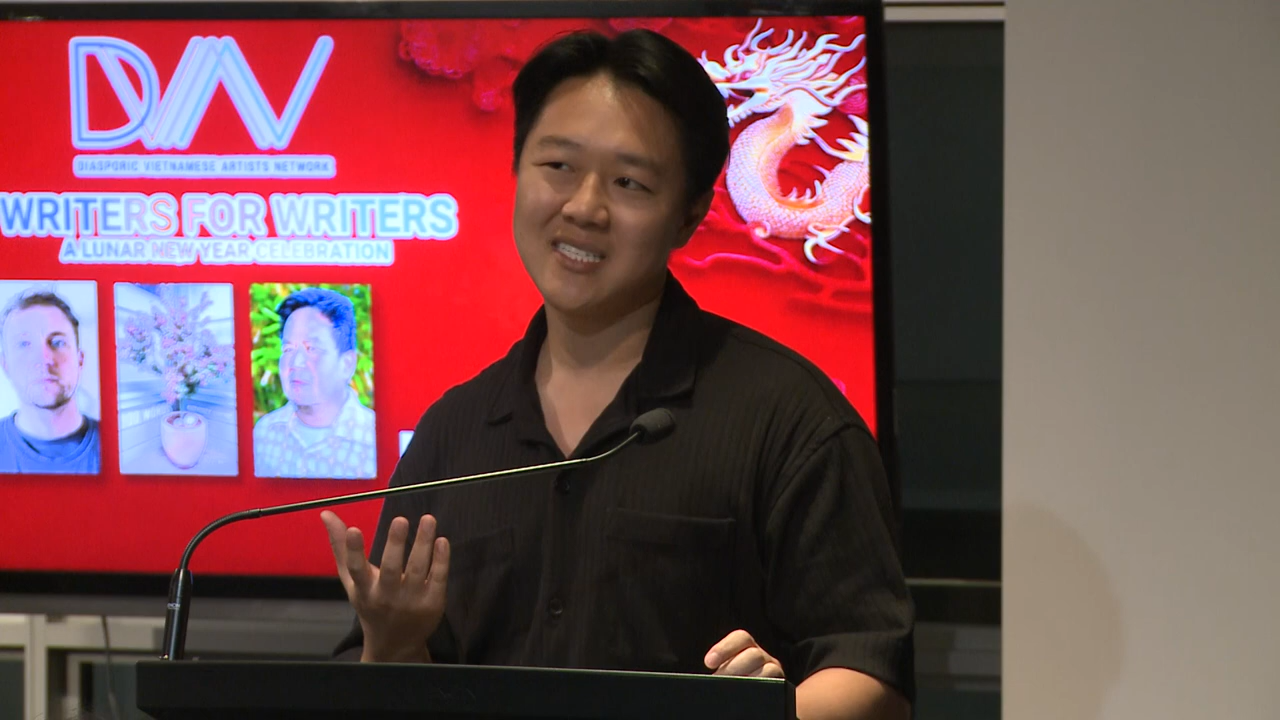 DVAN
DIASPORIC VIETNAMESE ARTISTS NETWORK
WRITERS FOR WRITERS
A LUNAR NEW YEAR CELEBRATION